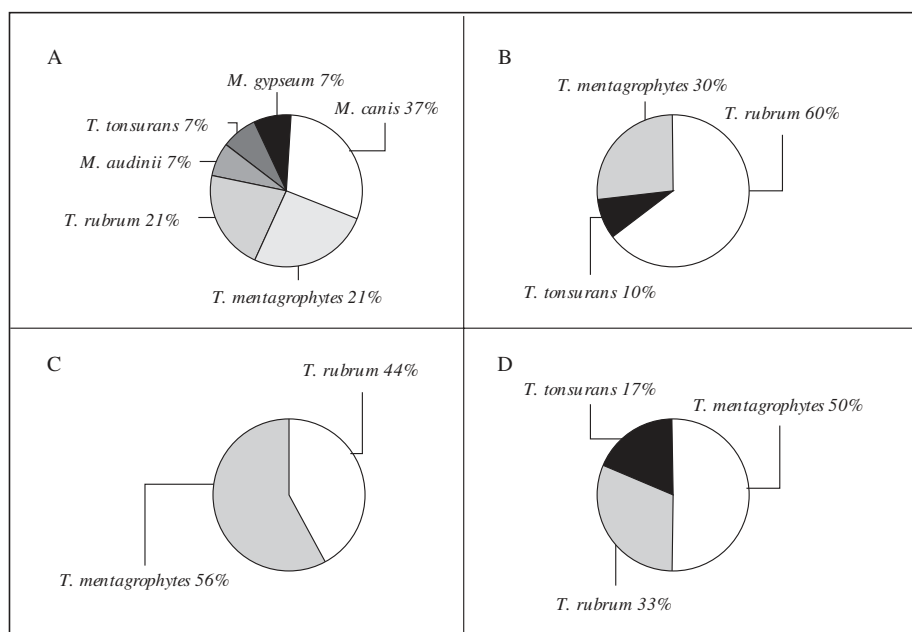 A
M. gypseum 7%
M. canis 37%
T. tonsurans 7%
M. audinii 7%
T. rubrum 21%
T. mentagrophytes 21%
B
T. mentagrophytes 30%
T. rubrum 60%
T. tonsurans 10%
C
T. rubrum 44%
T. mentagrophytes 56%
D
T. tonsurans 17%
T. mentagrophytes 50%
T. rubrum 33%